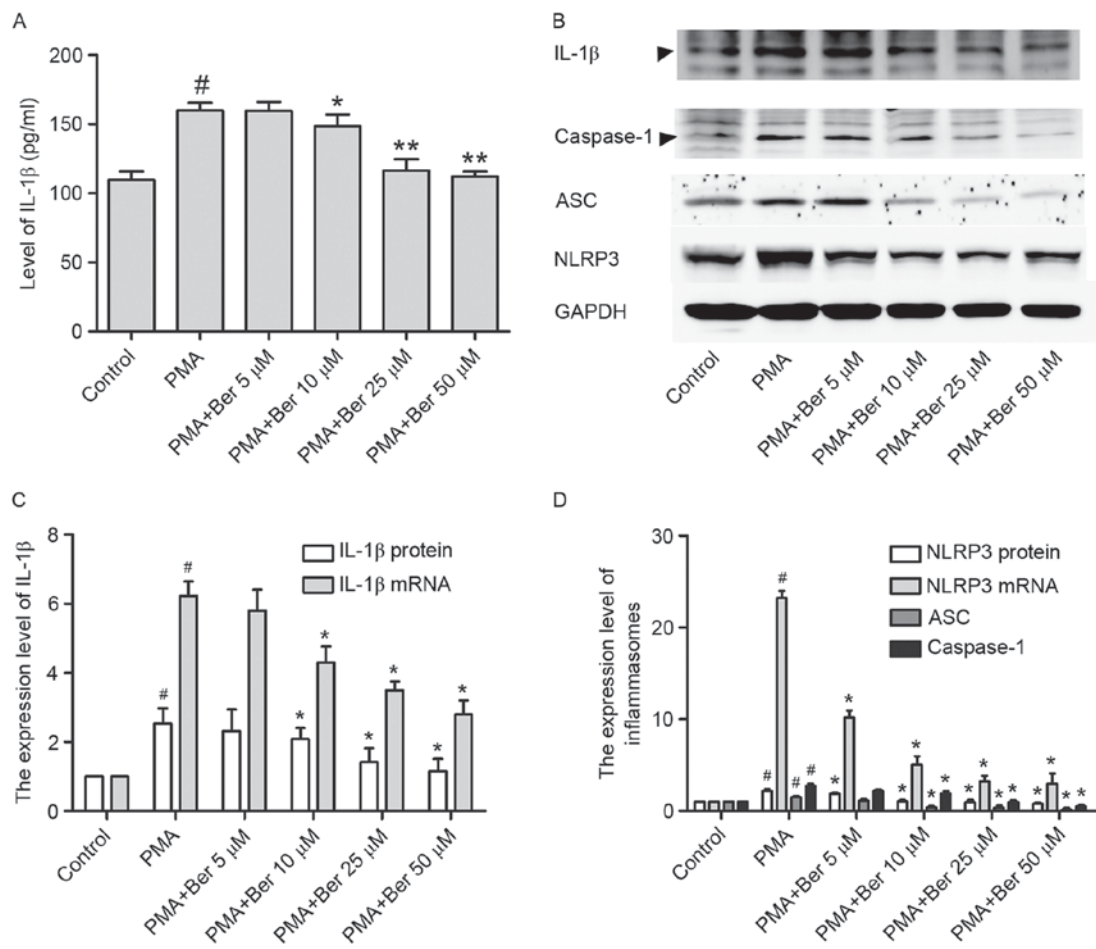 A
Level of IL-1β (pg/ml)
200
150
100
50
0
#
*
**
**
Control
PMA
PMA+Ber 5 µM
PMA+Ber 10 µM
PMA+Ber 25 µM
PMA+Ber 50 µM
B
IL-1β
Caspase-1
ASC
NLRP3
GAPDH
Control
PMA
PMA+Ber 5 µM
PMA+Ber 10 µM
PMA+Ber 25 µM
PMA+Ber 50 µM
C
The expression level of IL-1β
8
6
4
2
0
IL-1β protein
IL-1β mRNA
#
#
*
*
*
*
*
*
Control
PMA
PMA+Ber 5 µM
PMA+Ber 10 µM
PMA+Ber 25 µM
PMA+Ber 50 µM
D
The expression level of
inflammasomes
30
20
10
0
NLRP3 protein
NLRP3 mRNA
ASC
Caspase-1
#
#
#
#
*
*
*
*
*
*
*
*
*
*
*
*
*
*
Control
PMA
PMA+Ber 5 µM
PMA+Ber 10 µM
PMA+Ber 25 µM
PMA+Ber 50 µM